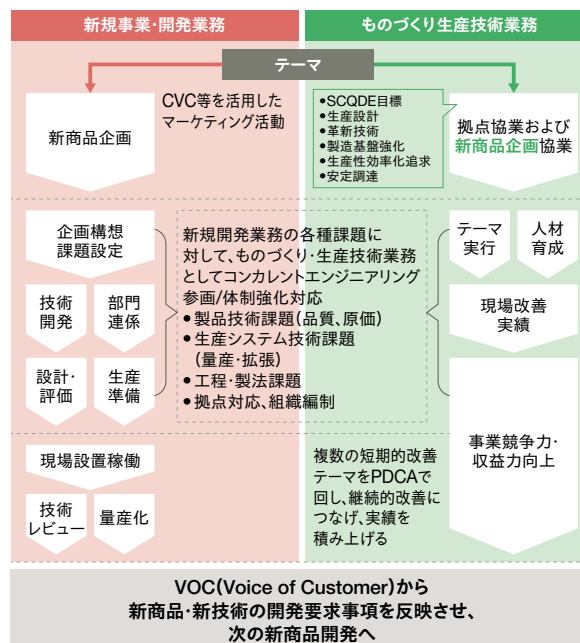 新規事業・開発業務
ものづくり生産技術業務
テーマ
新商品企画
CVC等を活用した
マーケティング活動
●SCQDE目標
●生産設計
●革新技術
●製造基盤強化
●生産性効率化追求
●安定調達
拠点協業および
新商品企画協業
企画構想
課題設定
技術
開発
部門
連係
設計・
評価
生産
準備
新規開発業務の各種課題に
対して、ものづくり・生産技術業務
としてコンカレントエンジニアリング
参画/体制強化対応
●製品技術課題(品質、原価)
●生産システム技術課題
(量産・拡張)
●工程・製法課題
●拠点対応、組織編制
テーマ
実行
人材
育成
現場改善
実績
事業競争力・
収益力向上
現場設置稼働
技術
レビュー
量産化
複数の短期的改善
テーマをPDCAで
回し、継続的改善に
つなげ、実績を
積み上げる
VOC(Voice of Customer)から
新商品・新技術の開発要求事項を反映させ、
次の新商品開発へ